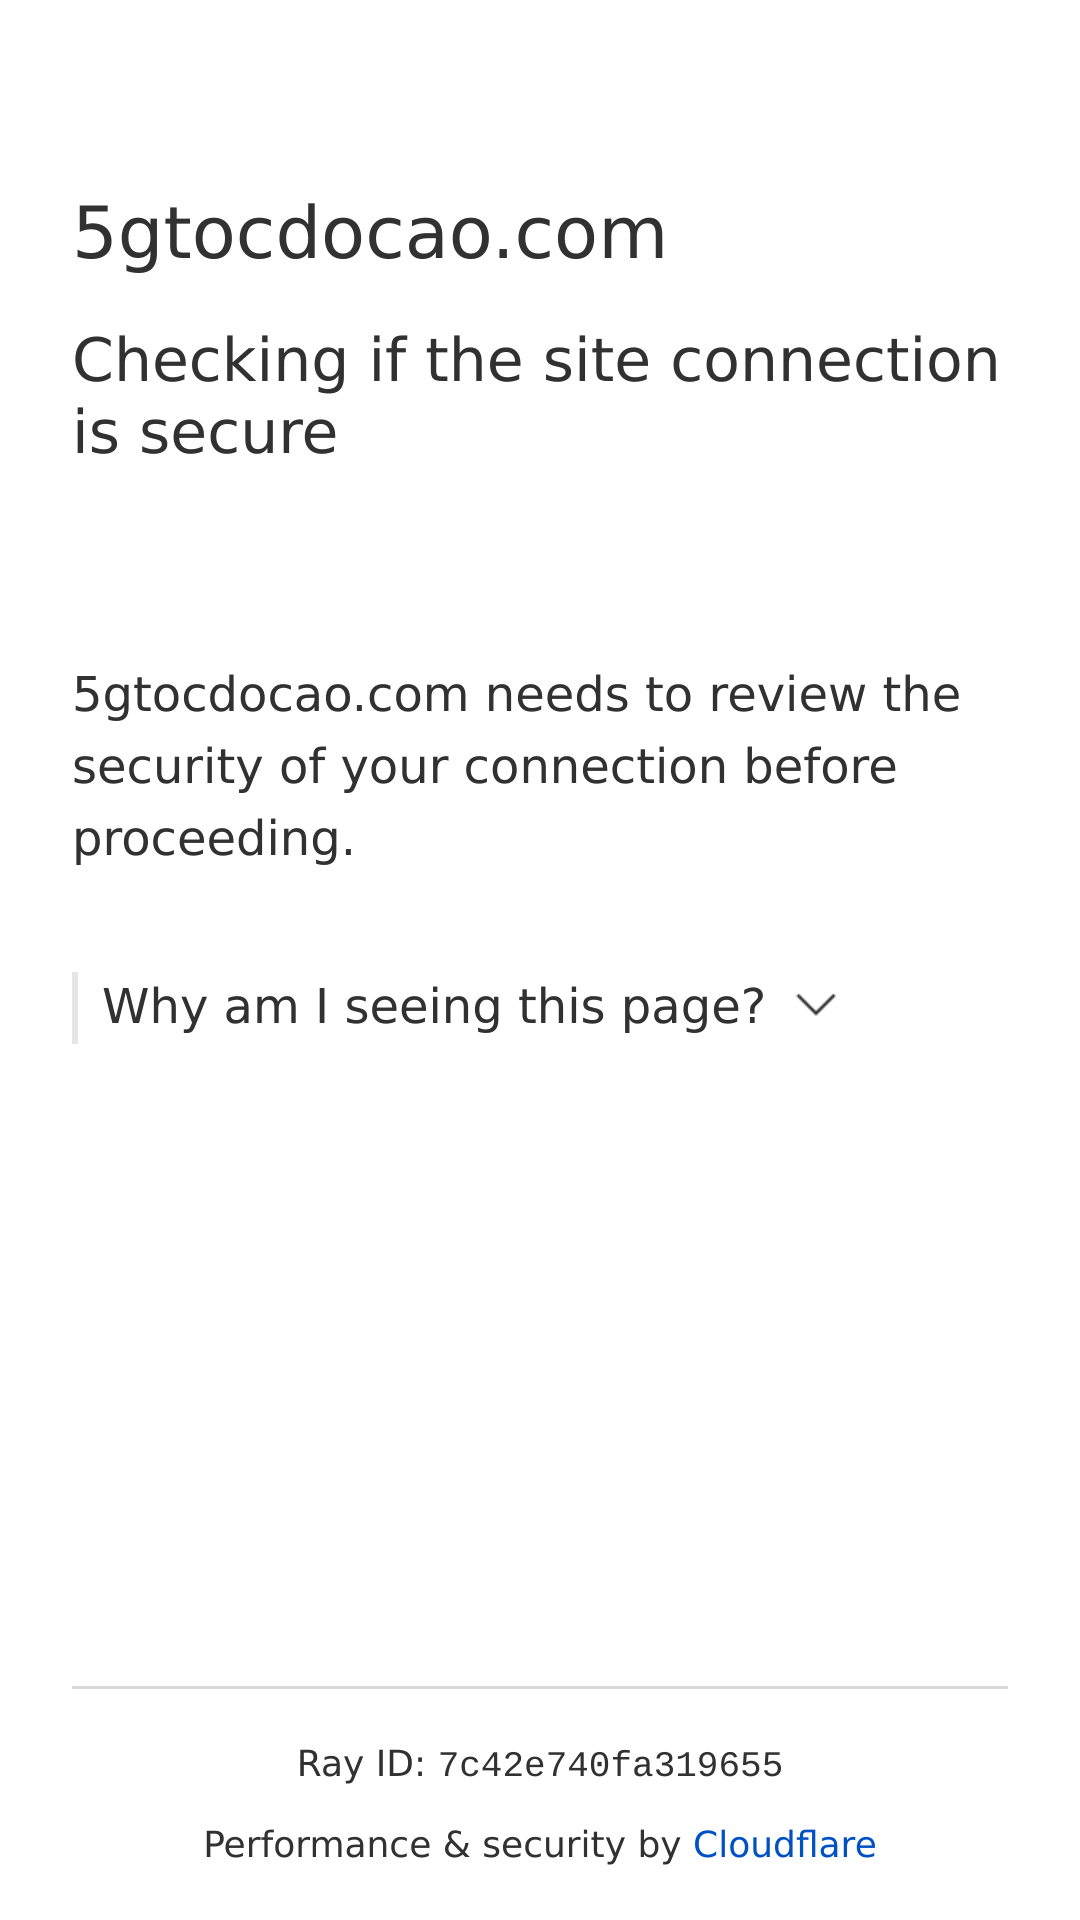 5gtocdocao.com
Checking if the site connection
is secure
5gtocdocao.com needs to review the
security of your connection before
proceeding.
Why am I seeing this page?
Ray ID: 7c42e740fa319655
Performance & security by Cloudflare